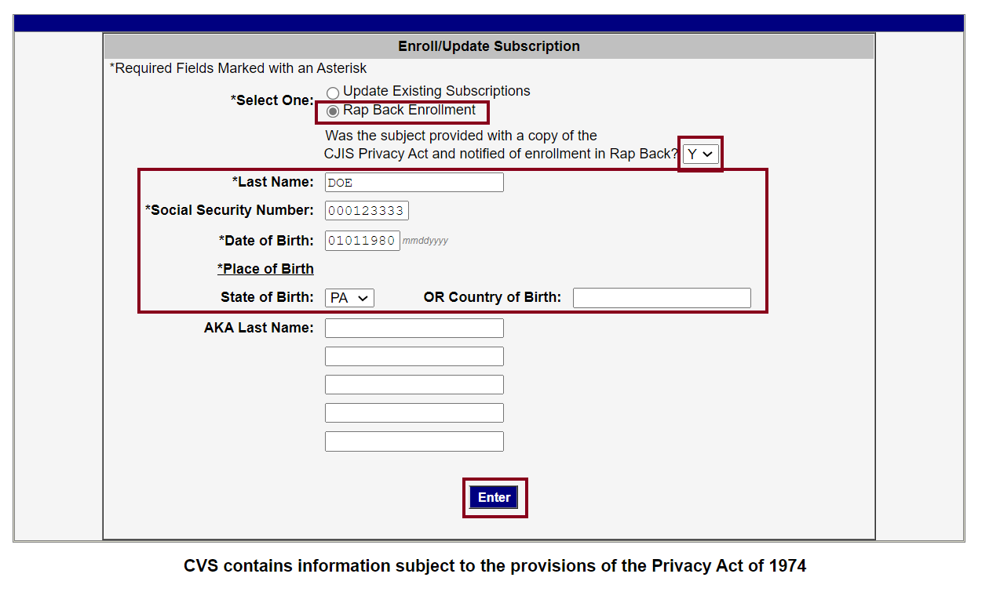 Enroll/Update Subscription
*Required Fields Marked with an Asterisk
*Select One:
Update Existing Subscriptions
Rap Back Enrollment
Was the subject provided with a copy of the
CJIS Privacy Act and notified of enrollment in Rap Back? Y
*Last Name: DOE
*Social Security Number: 000123333
*Date of Birth: 01011980 mmddyyyy
*Place of Birth
State of Birth: PA OR Country of Birth:
AKA Last Name:
Enter
CVS contains information subject to the provisions of the Privacy Act of 1974